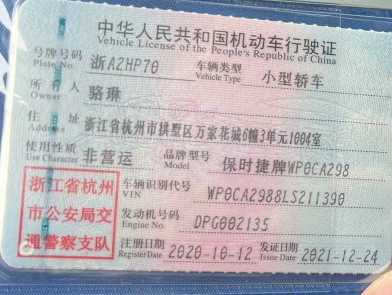 中华人民共和国机动车行驶证
Vehicle License of the People's Republic of China
号牌号码 浙A2HP70 车辆类型 小型轿车
Plate No. Vehicle Type
所有人 骆琳
Owner
住址 浙江省杭州市拱墅区万家花城6幢3单元1004室
Address
使用性质 非营运 品牌型号 保时捷牌WP0CA298
Use Character Model
浙江省杭州
市公安局交
通警察支队
车辆识别代号 WP0CA2988LS211390
VIN
发动机号码 DPG002135
Engine No.
注册日期 2020-10-12 发证日期 2021-12-24
Register Date Issue Date